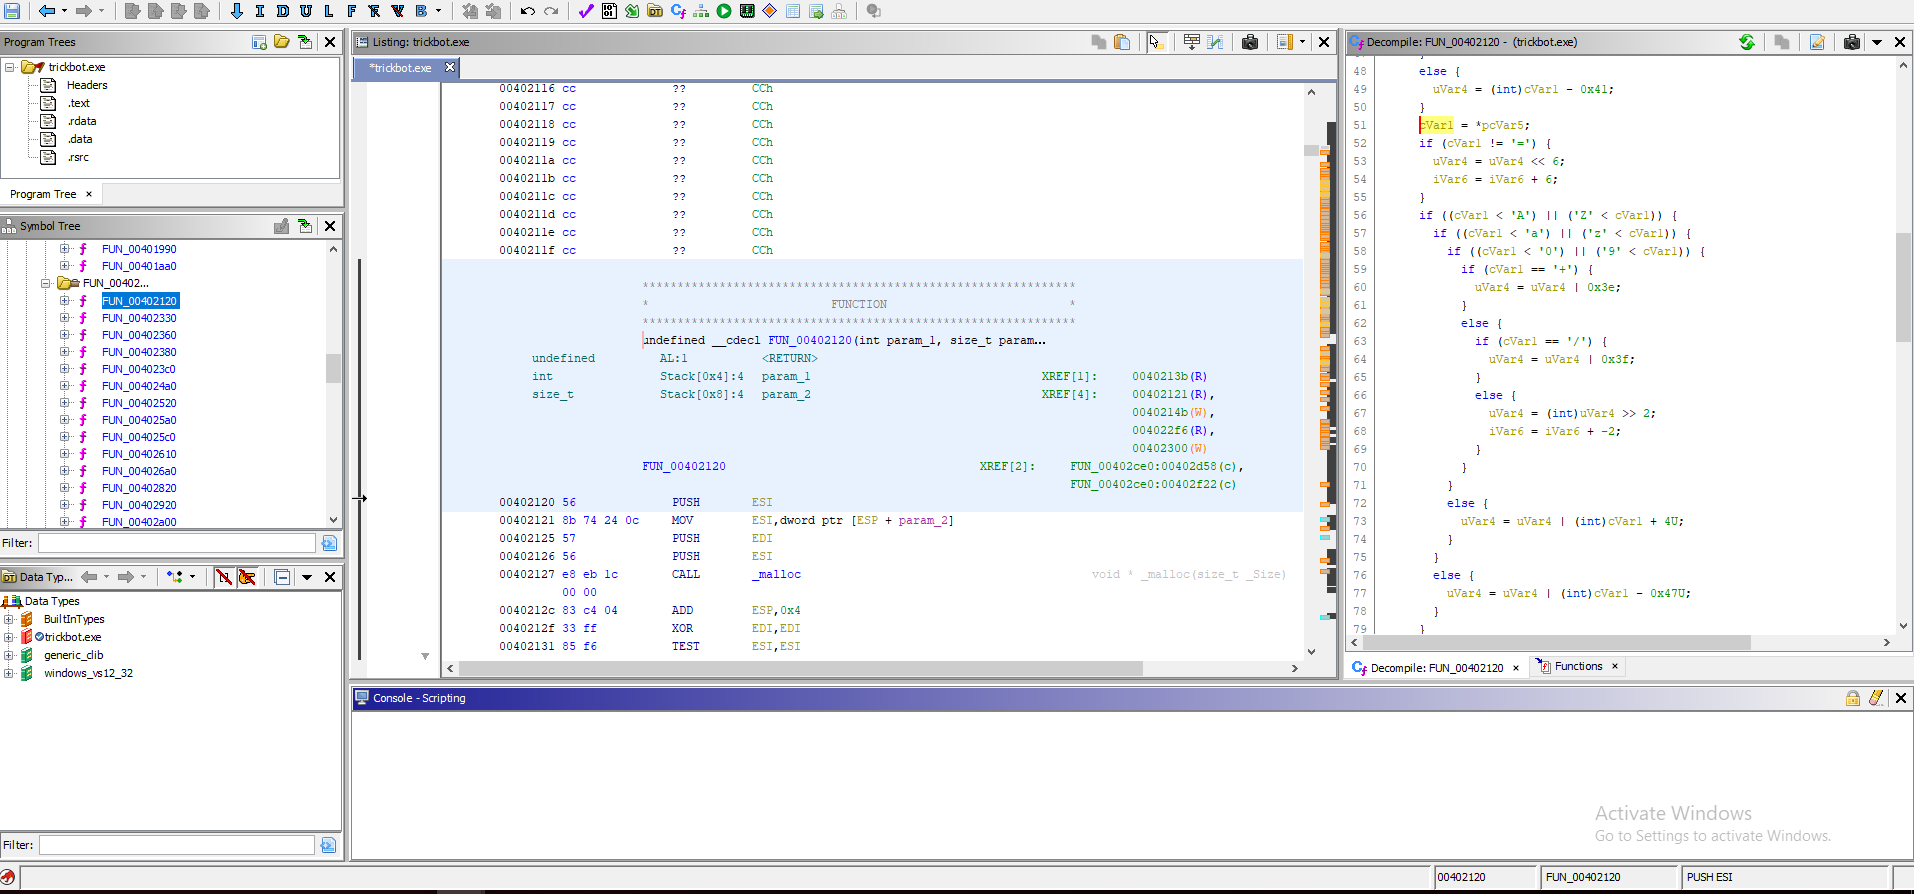 I D U L F B
Program Trees
trickbot.exe
Headers
.text
.rdata
.data
.rsrc
Program Tree ×
Symbol Tree
FUN_00401990
FUN_00401aa0
FUN_00402...
FUN_00402120
FUN_00402330
FUN_00402360
FUN_00402380
FUN_004023c0
FUN_004024a0
FUN_00402520
FUN_004025a0
FUN_004025c0
FUN_00402610
FUN_004026a0
FUN_00402820
FUN_00402920
FUN_00402a00
Filter:
Data Typ...
Data Types
BuiltInTypes
trickbot.exe
generic_clib
windows_vs12_32
Filter:
Listing: trickbot.exe
*trickbot.exe
00402116 cc ?? CCh
00402117 cc ?? CCh
00402118 cc ?? CCh
00402119 cc ?? CCh
0040211a cc ?? CCh
0040211b cc ?? CCh
0040211c cc ?? CCh
0040211d cc ?? CCh
0040211e cc ?? CCh
0040211f cc ?? CCh
**************************************************************
* FUNCTION *
**************************************************************
undefined __cdecl FUN_00402120(int param_1, size_t param...
undefined AL:1 <RETURN>
int Stack[0x4]:4 param_1 XREF[1]: 0040213b(R)
size_t Stack[0x8]:4 param_2 XREF[4]: 00402121(R),
0040214b(W),
004022f6(R),
00402300(W)
FUN_00402120 XREF[2]: FUN_00402ce0:00402d58(c),
FUN_00402ce0:00402f22(c)
00402120 56 PUSH ESI
00402121 8b 74 24 0c MOV ESI,dword ptr [ESP + param_2]
00402125 57 PUSH EDI
00402126 56 PUSH ESI
00402127 e8 eb 1c CALL _malloc void * _malloc(size_t _Size)
00 00
0040212c 83 c4 04 ADD ESP,0x4
0040212f 33 ff XOR EDI,EDI
00402131 85 f6 TEST ESI,ESI
Decompile: FUN_00402120 - (trickbot.exe)
48 else {
49 uVar4 = (int)cVar1 - 0x41;
50 }
51 cVar1 = *pcVar5;
52 if (cVar1 != '=') {
53 uVar4 = uVar4 << 6;
54 iVar6 = iVar6 + 6;
55 }
56 if ((cVar1 < 'A') || ('Z' < cVar1)) {
57 if ((cVar1 < 'a') || ('z' < cVar1)) {
58 if ((cVar1 < '0') || ('9' < cVar1)) {
59 if (cVar1 == '+') {
60 uVar4 = uVar4 | 0x3e;
61 }
62 else {
63 if (cVar1 == '/') {
64 uVar4 = uVar4 | 0x3f;
65 }
66 else {
67 uVar4 = (int)uVar4 >> 2;
68 iVar6 = iVar6 + -2;
69 }
70 }
71 }
72 else {
73 uVar4 = uVar4 | (int)cVar1 + 4U;
74 }
75 }
76 else {
77 uVar4 = uVar4 | (int)cVar1 - 0x47U;
78 }
79 }
Decompile: FUN_00402120 ×
Functions ×
Console - Scripting
Activate Windows
Go to Settings to activate Windows.
00402120
FUN_00402120
PUSH ESI